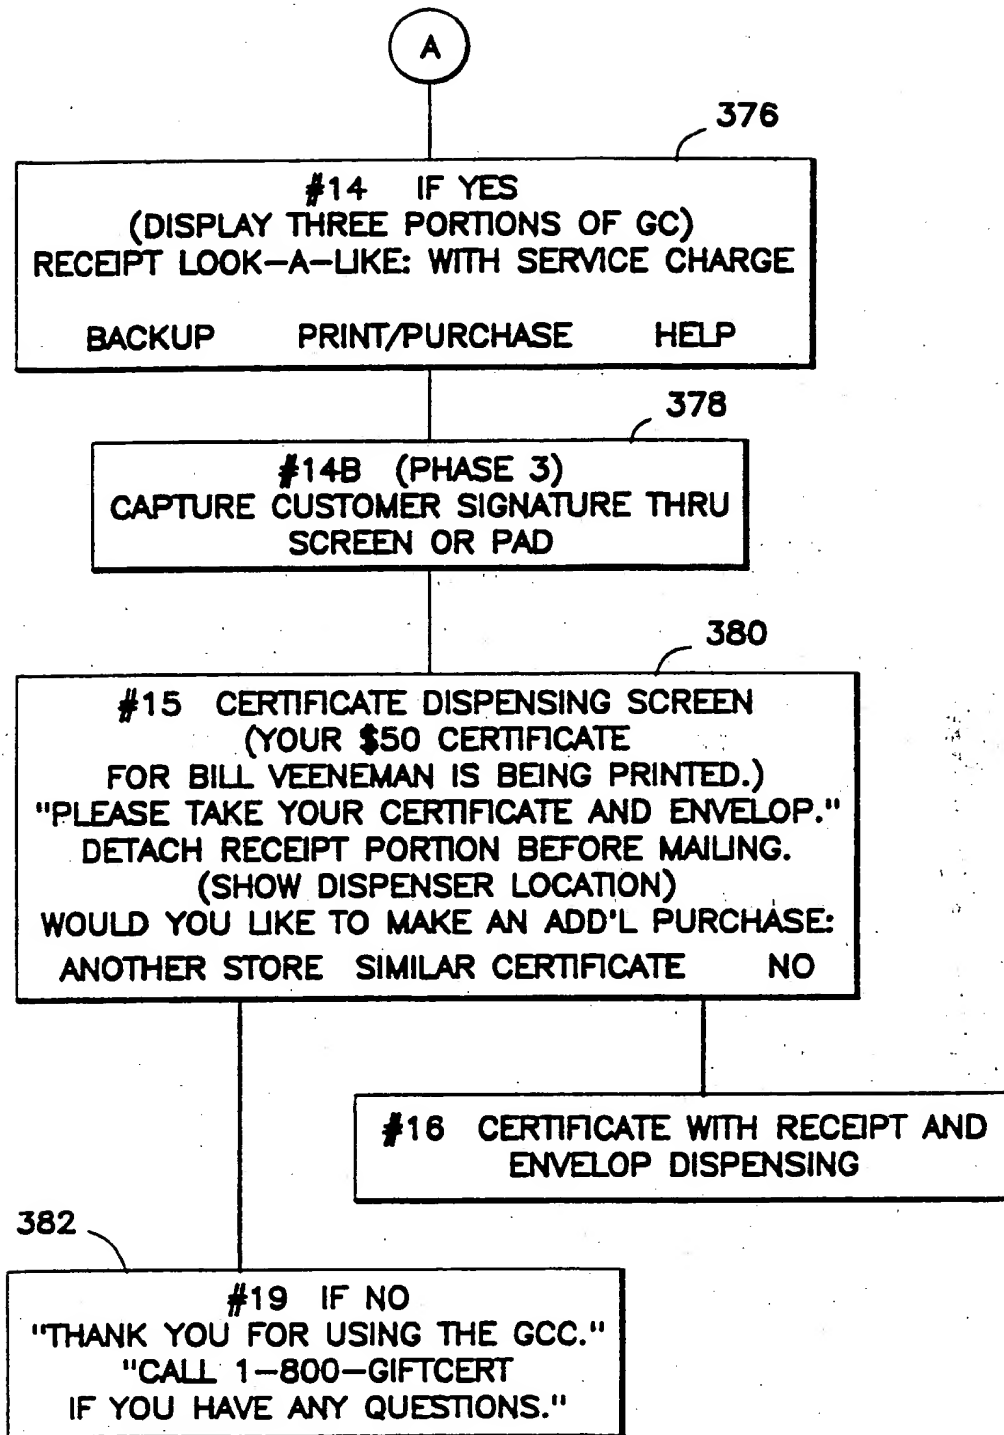 A
376
#14 IF YES
(DISPLAY THREE PORTIONS OF GC)
RECEIPT LOOK-A-LIKE: WITH SERVICE CHARGE
BACKUP PRINT/PURCHASE HELP
378
#14B (PHASE 3)
CAPTURE CUSTOMER SIGNATURE THRU
SCREEN OR PAD
380
#15 CERTIFICATE DISPENSING SCREEN
(YOUR $50 CERTIFICATE
FOR BILL VEENEMAN IS BEING PRINTED.)
"PLEASE TAKE YOUR CERTIFICATE AND ENVELOP."
DETACH RECEIPT PORTION BEFORE MAILING.
(SHOW DISPENSER LOCATION)
WOULD YOU LIKE TO MAKE AN ADD'L PURCHASE:
ANOTHER STORE SIMILAR CERTIFICATE NO
#16 CERTIFICATE WITH RECEIPT AND
ENVELOP DISPENSING
382
#19 IF NO
"THANK YOU FOR USING THE GCC."
"CALL 1-800-GIFTCERT
IF YOU HAVE ANY QUESTIONS."